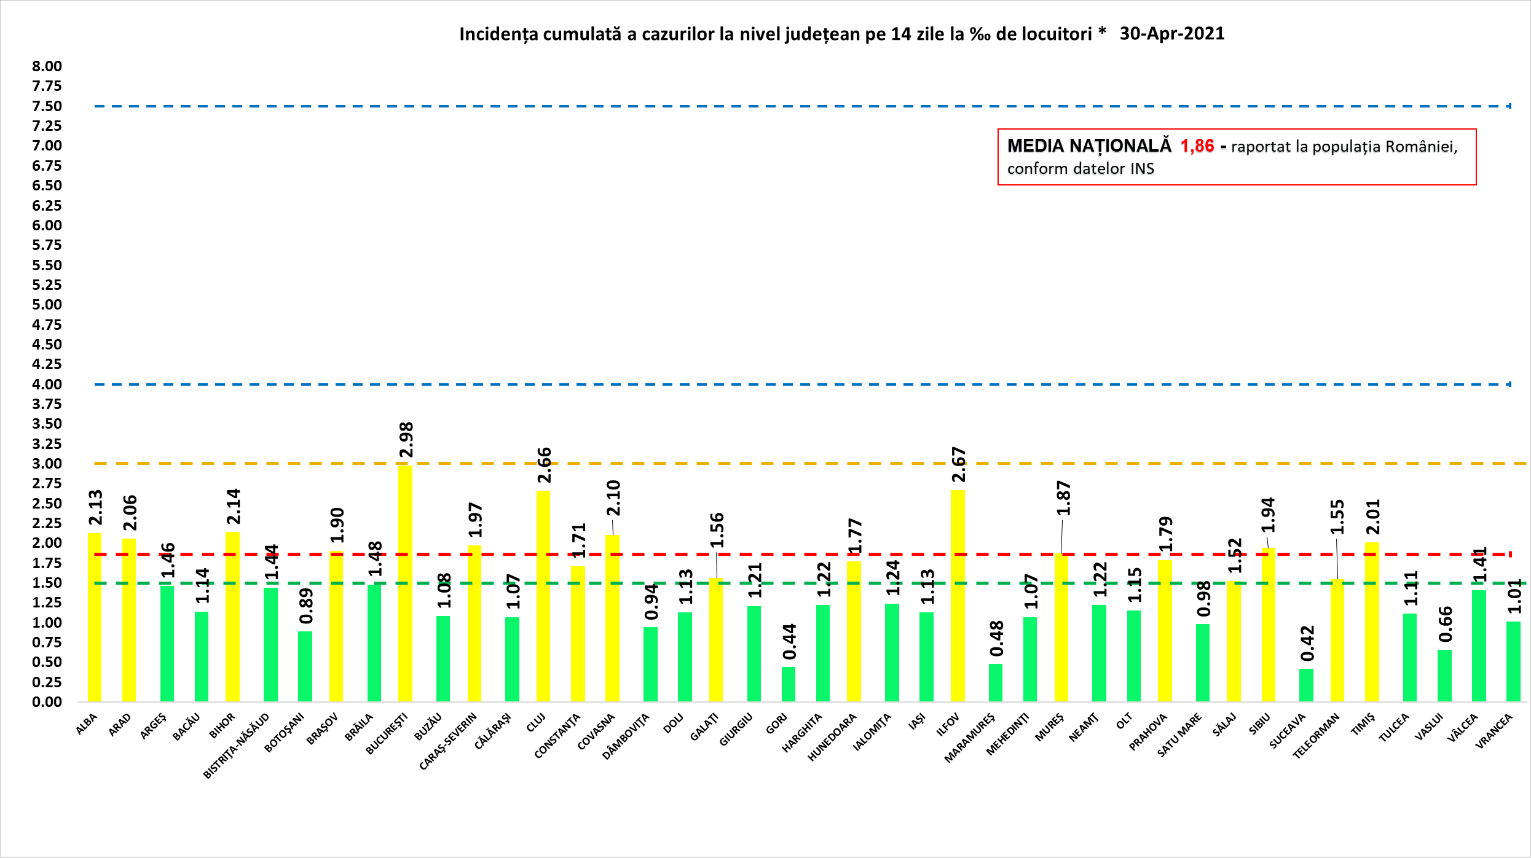 Incidența cumulată a cazurilor la nivel județean pe 14 zile la ‰ de locuitori * 30-Apr-2021
8.00
7.75
7.50
7.25
7.00
6.75
6.50
6.25
6.00
5.75
5.50
5.25
5.00
4.75
4.50
4.25
4.00
3.75
3.50
3.25
3.00
2.75
2.50
2.25
2.00
1.75
1.50
1.25
1.00
0.75
0.50
0.25
0.00
MEDIA NAȚIONALĂ 1,86 - raportat la populația României,
conform datelor INS
2.13
2.06
1.46
1.14
2.14
1.44
0.89
1.90
1.48
2.98
1.08
1.97
1.07
2.66
1.71
2.10
0.94
1.13
1.56
1.21
0.44
1.22
1.77
1.24
1.13
2.67
0.48
1.07
1.87
1.22
1.15
1.79
0.98
1.52
1.94
0.42
1.55
2.01
1.11
0.66
1.41
1.01
ALBA
ARAD
ARGEȘ
BACĂU
BIHOR
BISTRIȚA-NĂSĂUD
BOTOȘANI
BRAȘOV
BRĂILA
BUCUREȘTI
BUZĂU
CARAȘ-SEVERIN
CĂLĂRAȘI
CLUJ
CONSTANȚA
COVASNA
DÂMBOVIȚA
DOLJ
GALAȚI
GIURGIU
GORJ
HARGHITA
HUNEDOARA
IALOMIȚA
IAȘI
ILFOV
MARAMUREȘ
MEHEDINȚI
MUREȘ
NEAMȚ
OLT
PRAHOVA
SATU MARE
SĂLAJ
SIBIU
SUCEAVA
TELEORMAN
TIMIȘ
TULCEA
VASLUI
VÂLCEA
VRANCEA